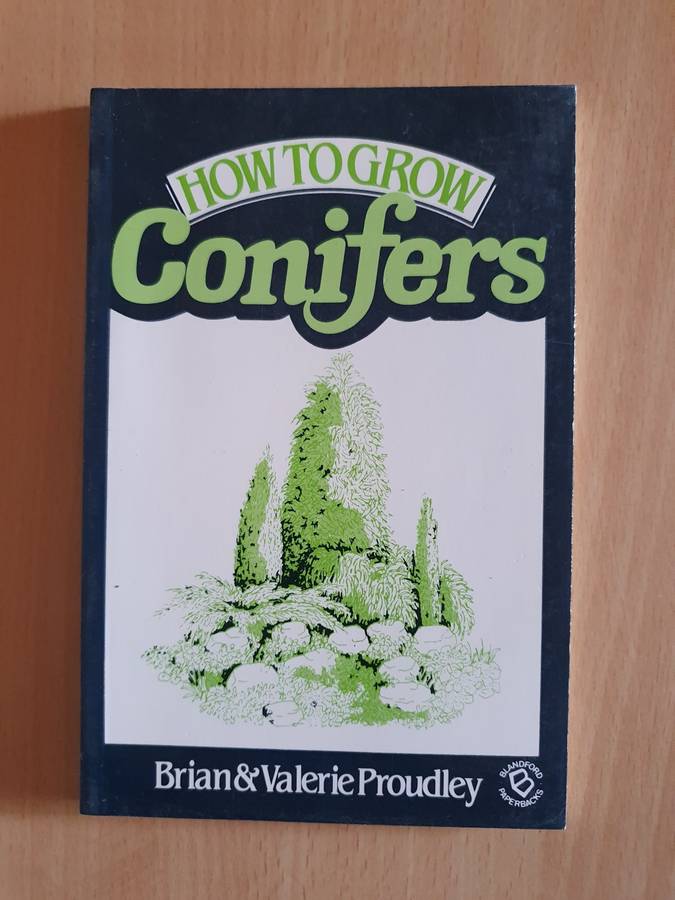 HOW TO GROW
Conifers
Brian & Valerie Proudley
BLANDFORD
B
PAPERBACKS